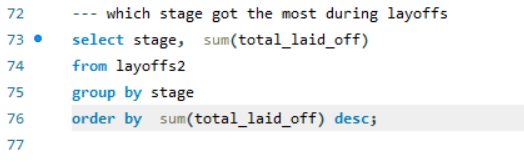 72 --- which stage got the most during layoffs
73 select stage,  sum(total_laid_off)
74 from layoffs2
75 group by stage
76 order by  sum(total_laid_off) desc;
77